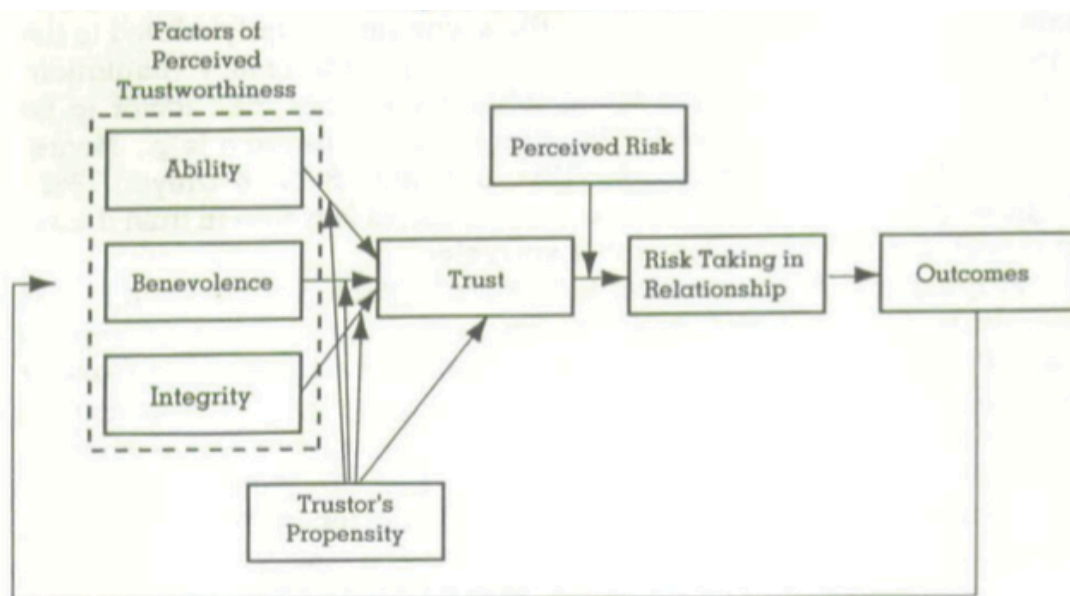 Factors of
Perceived
Trustworthiness
Ability
Benevolence
Integrity
Trustor's
Propensity
Trust
Perceived Risk
Risk Taking in
Relationship
Outcomes